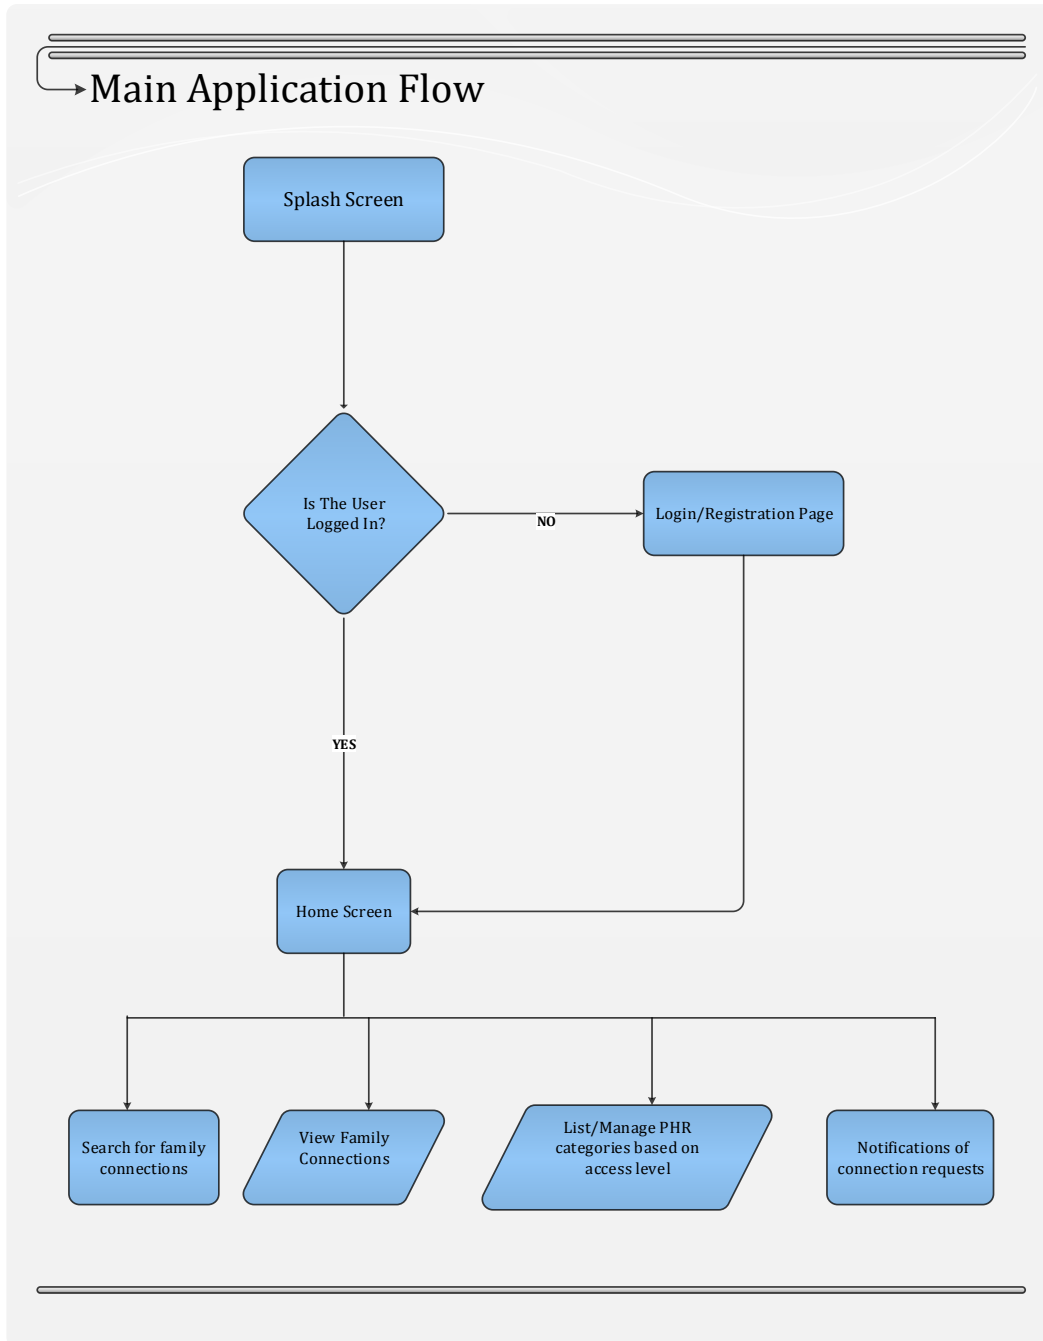 Main Application Flow
Splash Screen
Is The User
Logged In?
NO
Login/Registration Page
YES
Home Screen
Search for family
connections
View Family
Connections
List/Manage PHR
categories based on
access level
Notifications of
connection requests